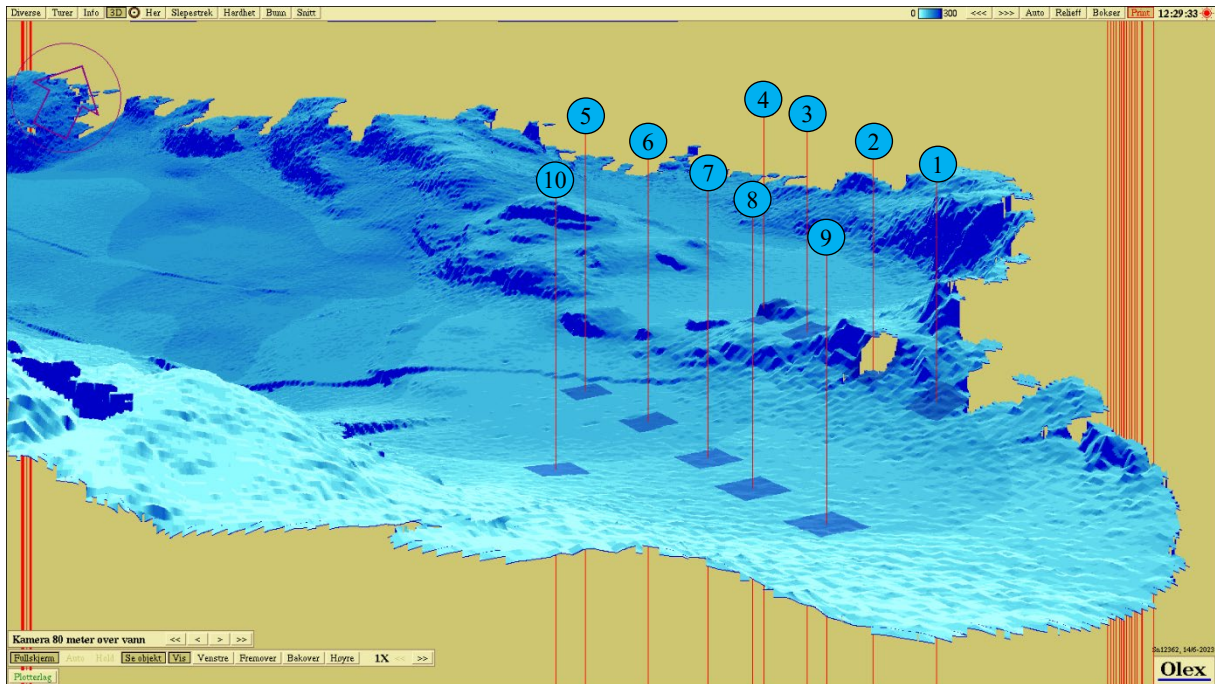 Diverse Turer Info 3D Her Slepestrek Hardhet Bunn Snitt 0 300 <<< >>> Auto Relieff Bokser Print 12:29:33
4
5 3
6 2
7 1
10
8
9
Kamera 80 meter over vann << < > >>
Fullskjerm Auto Hold Se objekt Vis Venstre Fremover Bakover Høyre 1X << >>
Plotterlag
Sa12362, 14/6-2023
Olex